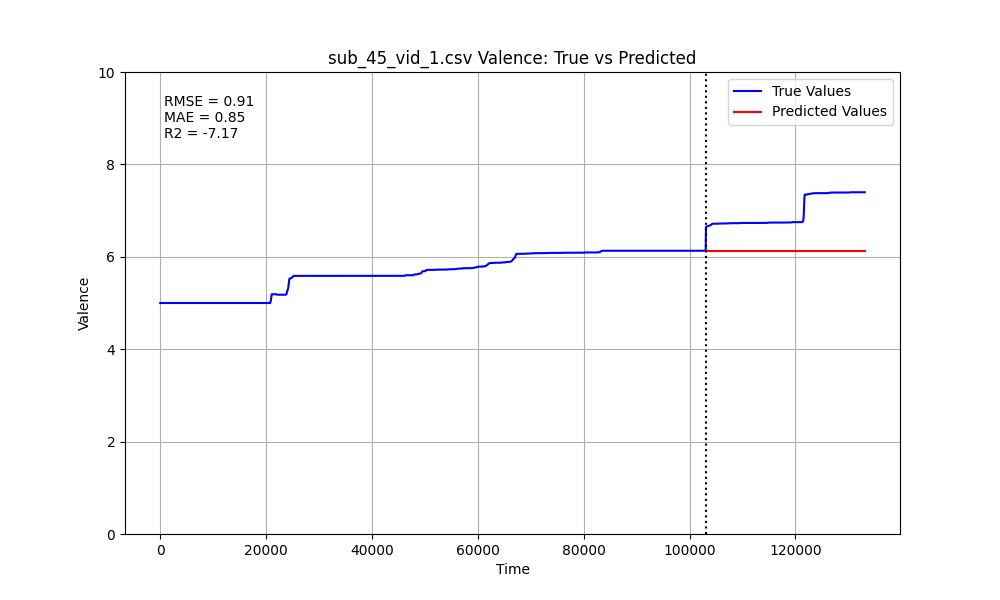 sub_45_vid_1.csv Valence: True vs Predicted
RMSE = 0.91
MAE = 0.85
R2 = -7.17
True Values
Predicted Values
Valence
10
8
6
4
2
0
0
20000
40000
60000
80000
100000
120000
Time